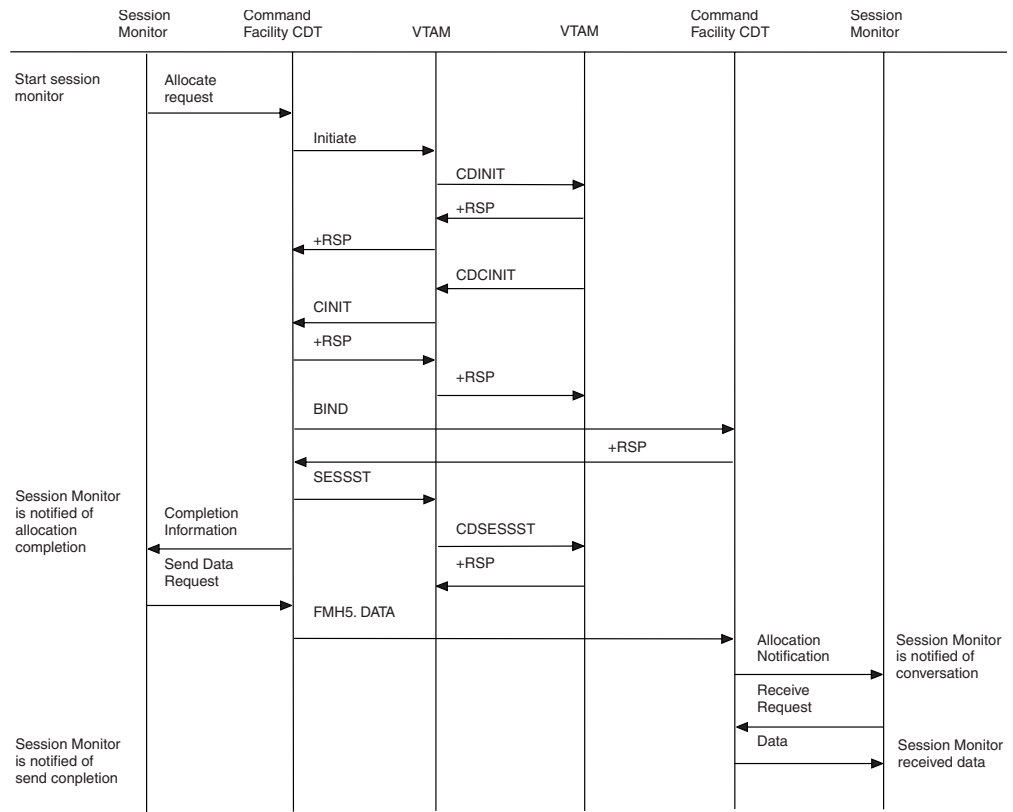 Session
Monitor
Command
Facility CDT
VTAM
VTAM
Command
Facility CDT
Session
Monitor
Start session
monitor
Allocate
request
Initiate
CDINIT
+RSP
+RSP
CDCINIT
CINIT
+RSP
+RSP
BIND
+RSP
SESSST
Session Monitor
is notified of
allocation
completion
Completion
Information
CDSESSST
+RSP
Send Data
Request
FMH5. DATA
Allocation
Notification
Session Monitor
is notified of
conversation
Receive
Request
Data
Session Monitor
is notified of
send conpletion
Session Monitor
received data